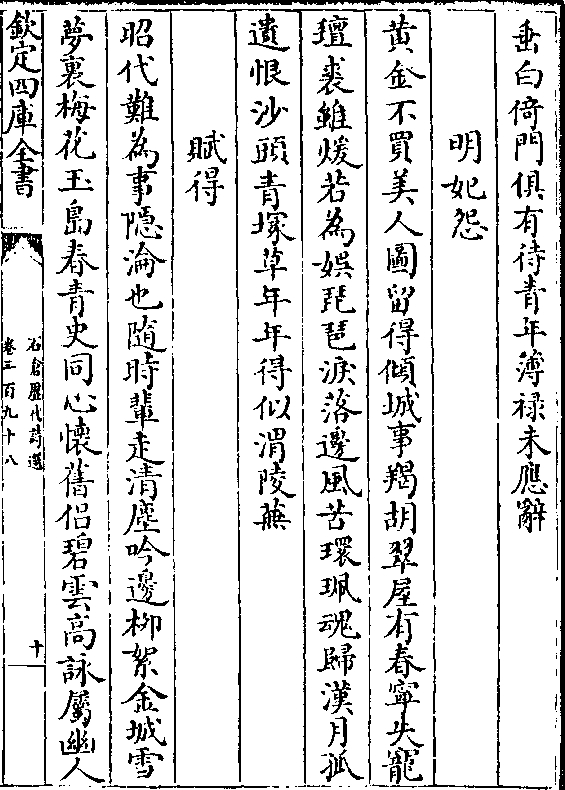 垂白倚門俱有待青年簿祿未應辭
明妃怨
黃金不買美人圖留得傾城事羯胡翠屋有春寧失寵
氊裘雖煖若為娯琵琶淚落邊風苦環珮魂歸漢月孤
遺恨沙頭青塚草年年得似渭陵蕪
賦得
昭代難為事隱淪也隨時輩走清塵吟邊柳絮金城雪
夢裏梅花玉島春青史同心懷舊侣碧雲高詠屬幽人
欽定四庫全書
石倉歷代詩選
卷三百九十八
十